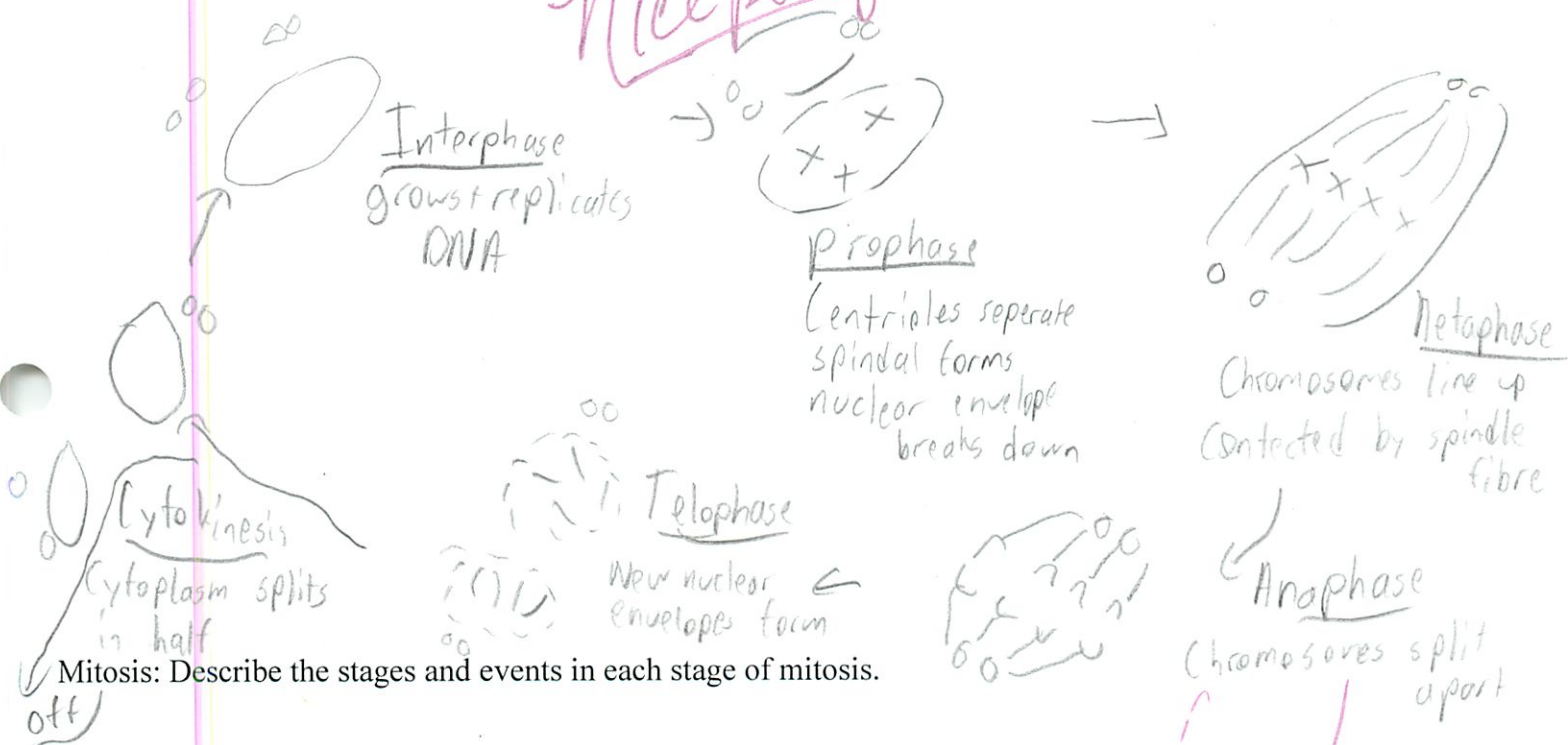 Nice
Interphase
grows + replicates
DNA
Prophase
Centrioles seperate
spindal forms
nuclear envelope
breaks down
Metaphase
Chromosomes line up
Contected by spindle
fibre
Anaphase
Chromosoves split
apart
Telophase
New nuclear
envelopes form
Cytokinesis
Cytoplasm splits
in half
Mitosis: Describe the stages and events in each stage of mitosis.
off